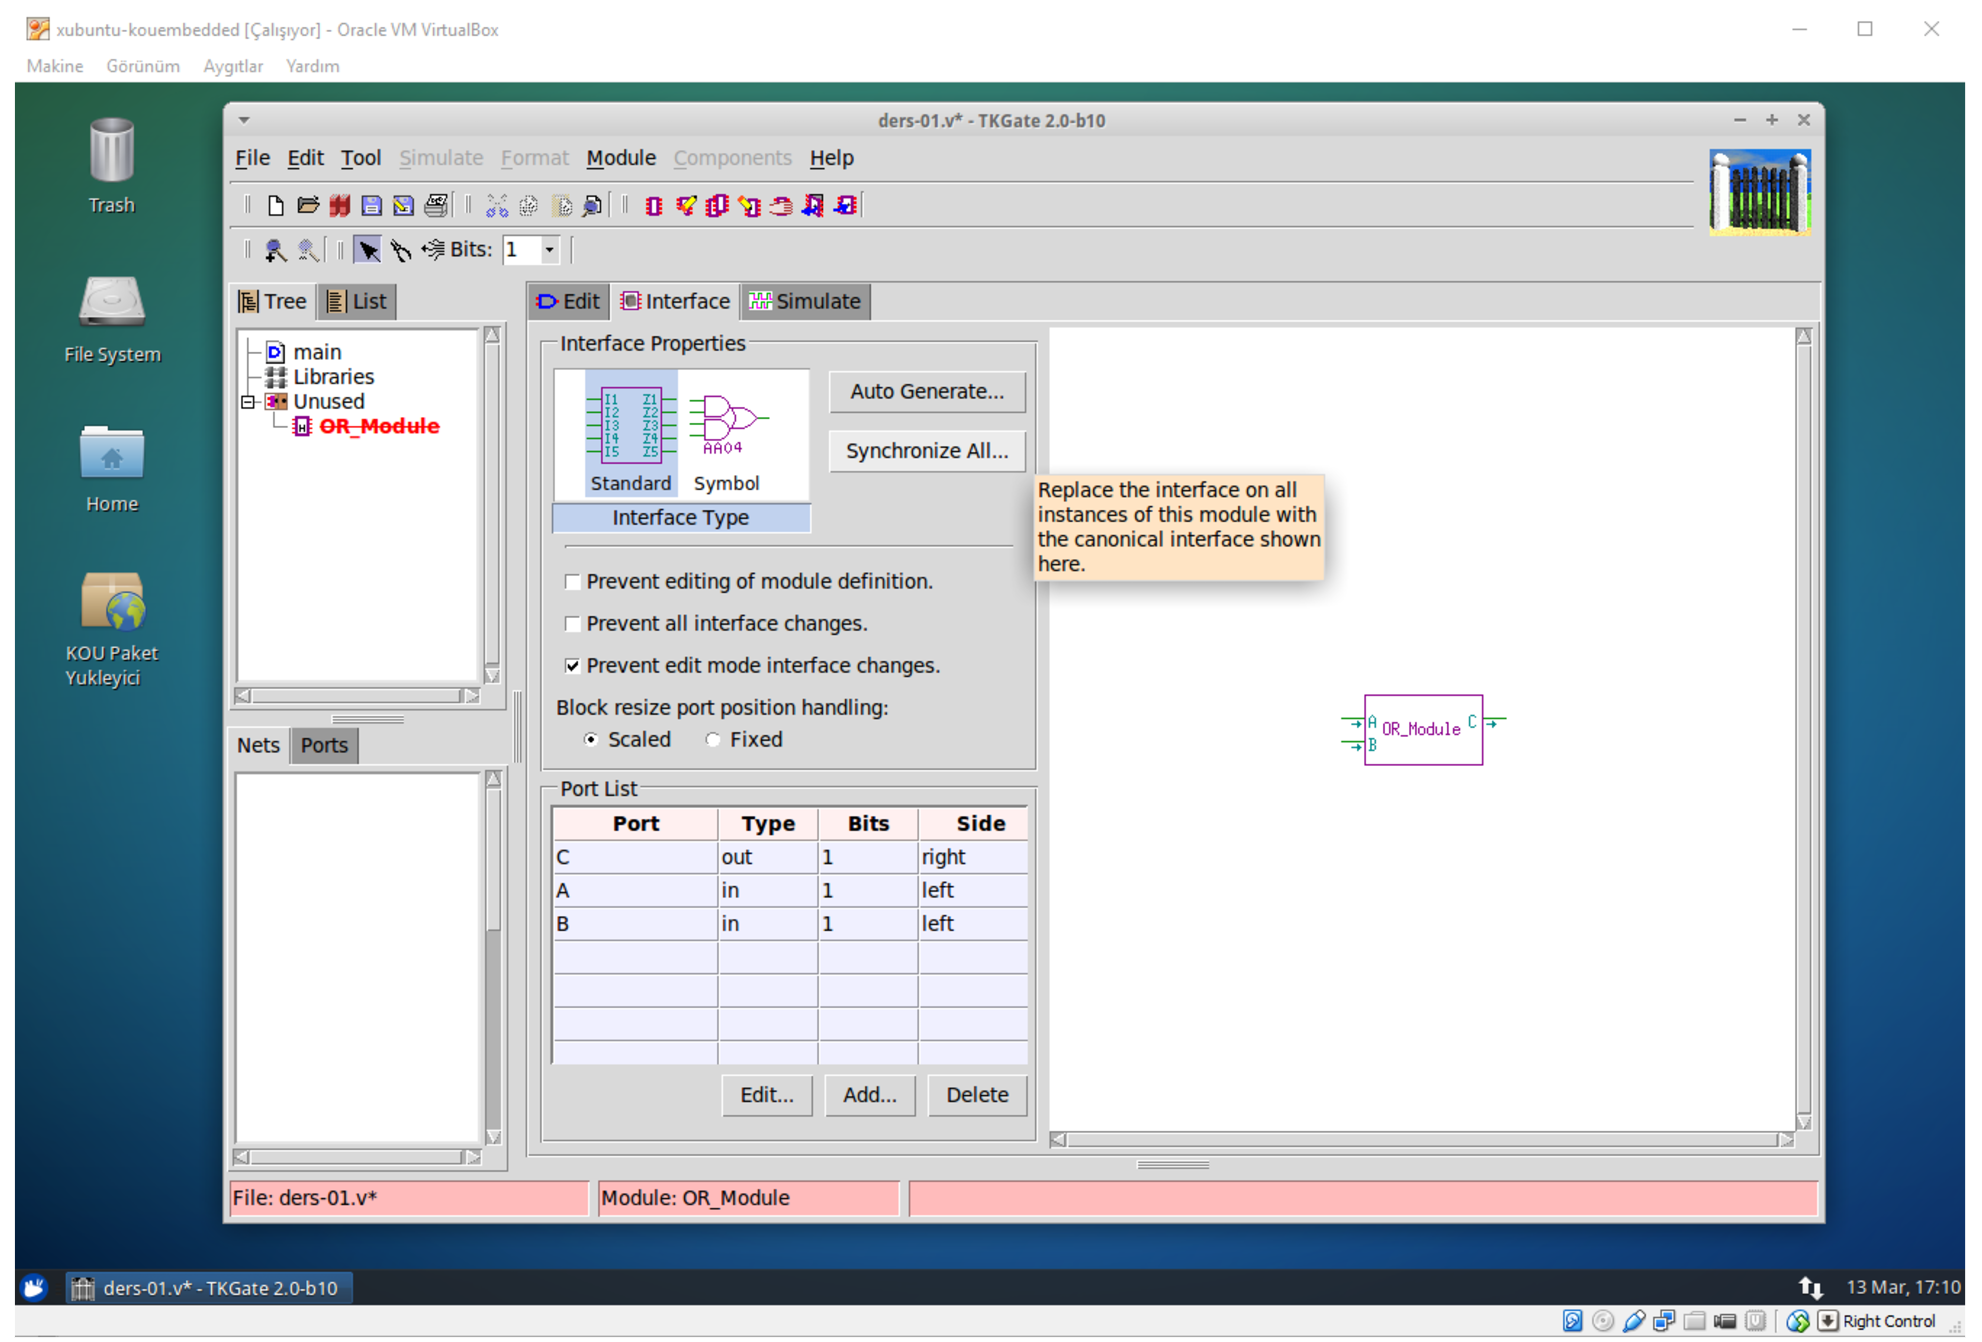 xubuntu-kouembedded [Çalışıyor] - Oracle VM VirtualBox
Makine Görünüm Aygıtlar Yardım
Trash
File System
Home
KOU Paket
Yukleyici
ders-01.v* - TKGate 2.0-b10
File Edit Tool Simulate Format Module Components Help
Bits: 1
Tree List
main
Libraries
Unused
OR_Module
Nets Ports
Edit Interface Simulate
Interface Properties
I1 Z1
I2 Z2
I3 Z3
I4 Z4
I5 Z5
AA04
Standard Symbol
Interface Type
Auto Generate...
Synchronize All...
Replace the interface on all
instances of this module with
the canonical interface shown
here.
Prevent editing of module definition.
Prevent all interface changes.
Prevent edit mode interface changes.
Block resize port position handling:
Scaled Fixed
Port List
Port Type Bits Side
C out 1 right
A in 1 left
B in 1 left
Edit... Add... Delete
A OR_Module C
B
File: ders-01.v* Module: OR_Module
ders-01.v* - TKGate 2.0-b10
13 Mar, 17:10
Right Control